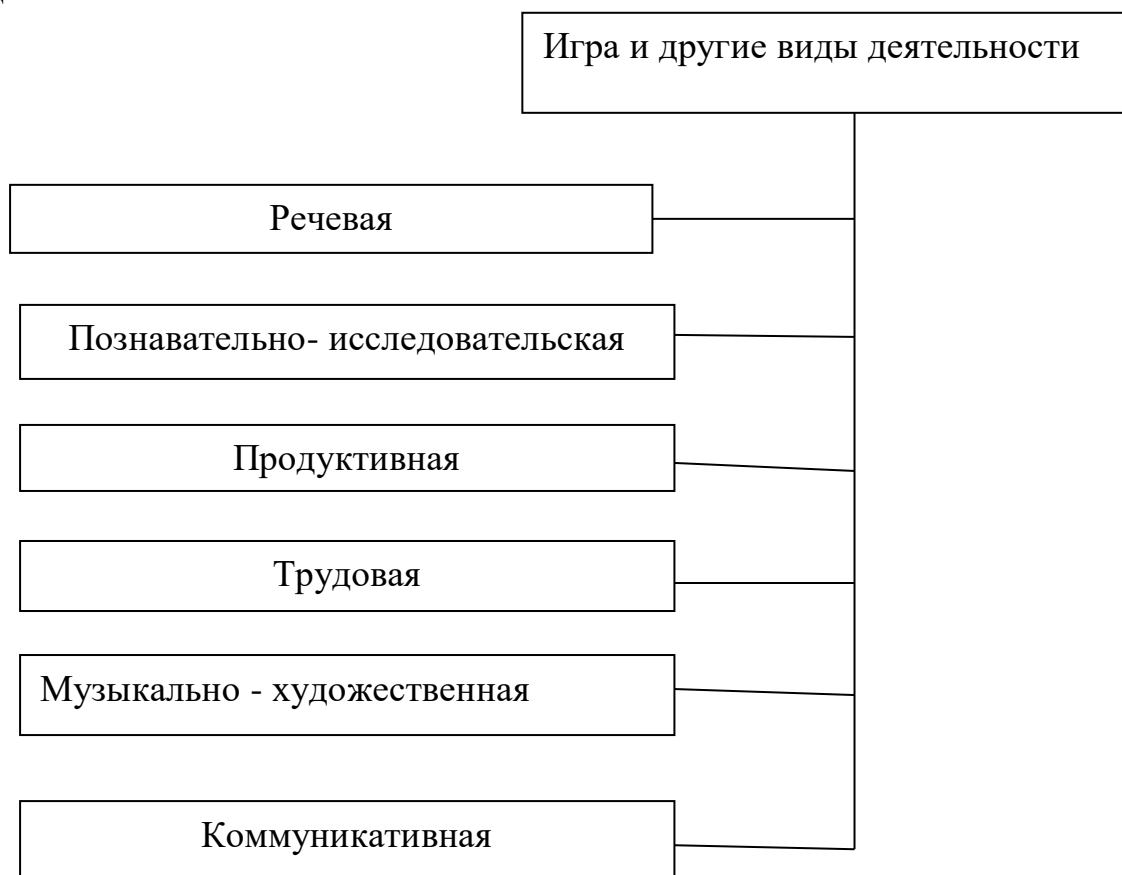 Игра и другие виды деятельности
Речевая
Познавательно- исследовательская
Продуктивная
Трудовая
Музыкально - художественная
Коммуникативная